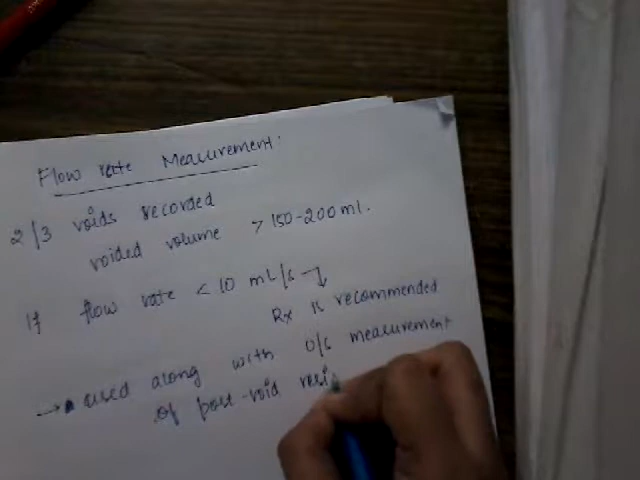 Flow rate Measurement:
2/3 voids recorded
voided volume > 150-200 ml.
If flow rate < 10 mL/s →
Rx is recommended
→ used along with U/S measurement
of post-void resi